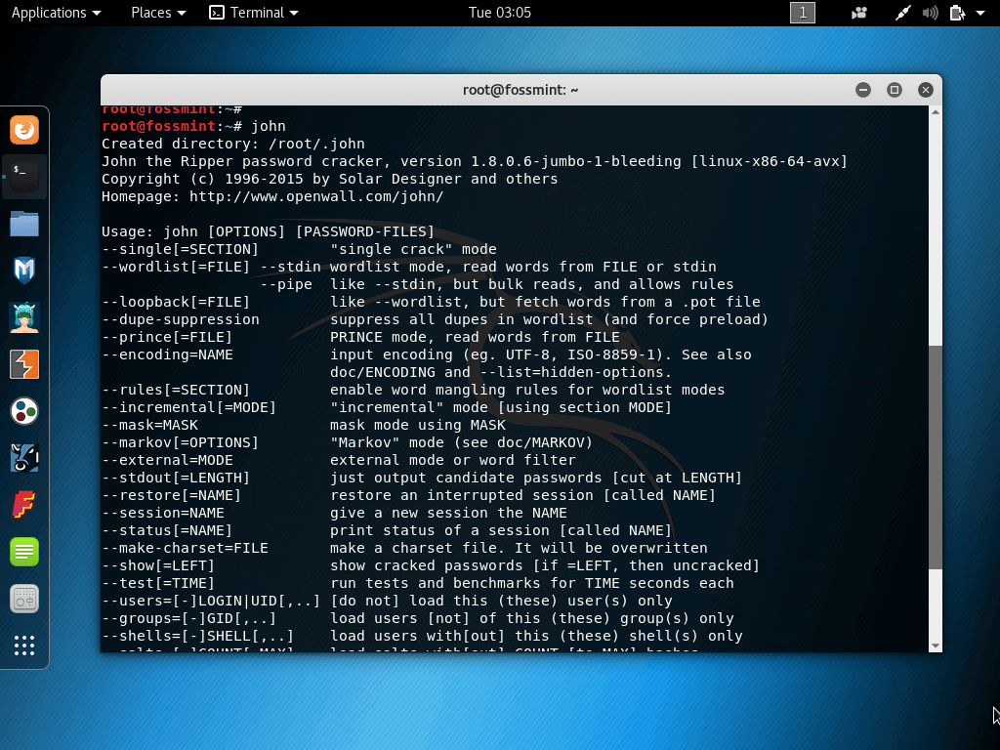 Applications Places Terminal Tue 03:05 1
root@fossmint: ~
root@fossmint:~#
root@fossmint:~# john
Created directory: /root/.john
John the Ripper password cracker, version 1.8.0.6-jumbo-1-bleeding [linux-x86-64-avx]
Copyright (c) 1996-2015 by Solar Designer and others
Homepage: http://www.openwall.com/john/
Usage: john [OPTIONS] [PASSWORD-FILES]
--single[=SECTION]        "single crack" mode
--wordlist[=FILE] --stdin wordlist mode, read words from FILE or stdin
                  --pipe  like --stdin, but bulk reads, and allows rules
--loopback[=FILE]         like --wordlist, but fetch words from a .pot file
--dupe-suppression        suppress all dupes in wordlist (and force preload)
--prince[=FILE]           PRINCE mode, read words from FILE
--encoding=NAME           input encoding (eg. UTF-8, ISO-8859-1). See also
                          doc/ENCODING and --list=hidden-options.
--rules[=SECTION]         enable word mangling rules for wordlist modes
--incremental[=MODE]      "incremental" mode [using section MODE]
--mask=MASK               mask mode using MASK
--markov[=OPTIONS]        "Markov" mode (see doc/MARKOV)
--external=MODE           external mode or word filter
--stdout[=LENGTH]         just output candidate passwords [cut at LENGTH]
--restore[=NAME]          restore an interrupted session [called NAME]
--session=NAME            give a new session the NAME
--status[=NAME]           print status of a session [called NAME]
--make-charset=FILE       make a charset file. It will be overwritten
--show[=LEFT]             show cracked passwords [if =LEFT, then uncracked]
--test[=TIME]             run tests and benchmarks for TIME seconds each
--users=[-]LOGIN|UID[,..] [do not] load this (these) user(s) only
--groups=[-]GID[,..]      load users [not] of this (these) group(s) only
--shells=[-]SHELL[,..]    load users with[out] this (these) shell(s) only
--salts=[-]COUNT[:MAX]    load salts with[out] COUNT [to MAX] hashes